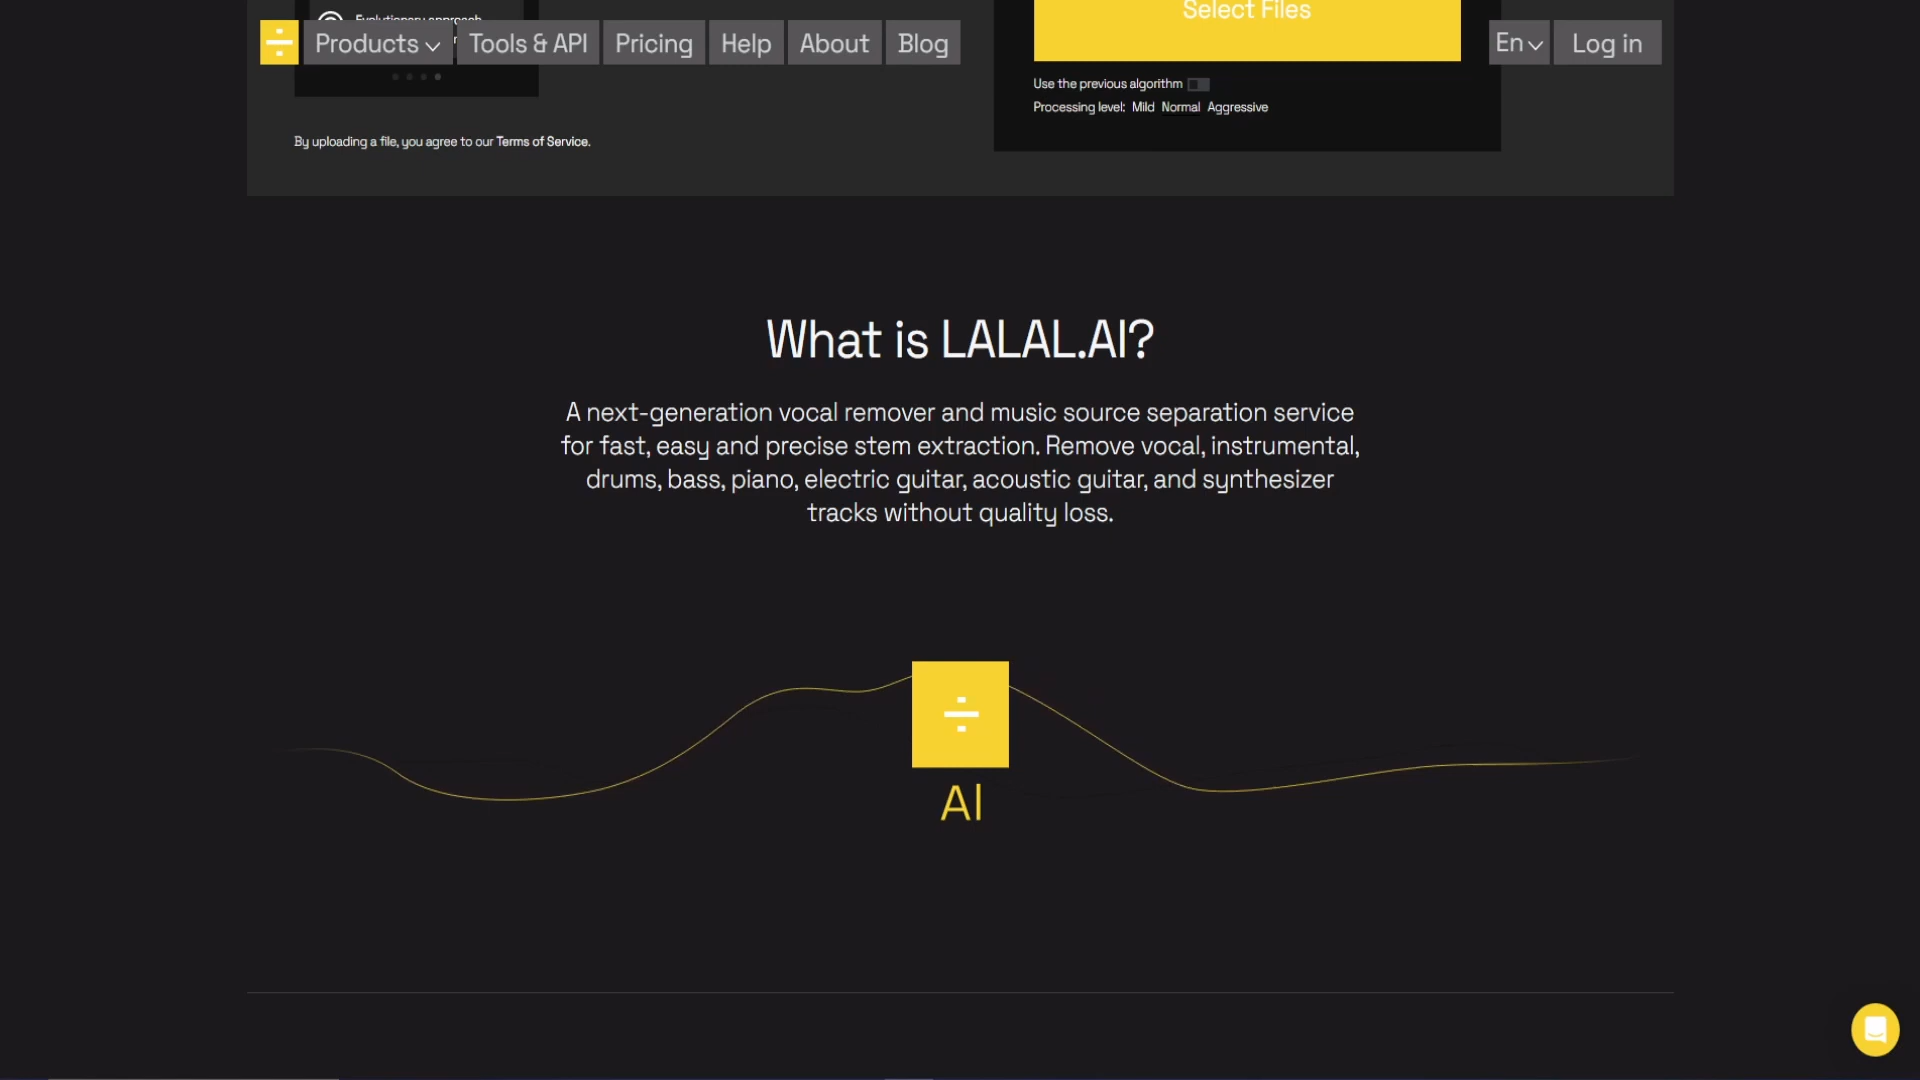 Select Files
Products
Tools & API
Pricing
Help
About
Blog
En
Log in
Use the previous algorithm
Processing level: Mild Normal Aggressive
By uploading a file, you agree to our Terms of Service.
What is LALAL.AI?
A next-generation vocal remover and music source separation service
for fast, easy and precise stem extraction. Remove vocal, instrumental,
drums, bass, piano, electric guitar, acoustic guitar, and synthesizer
tracks without quality loss.
AI